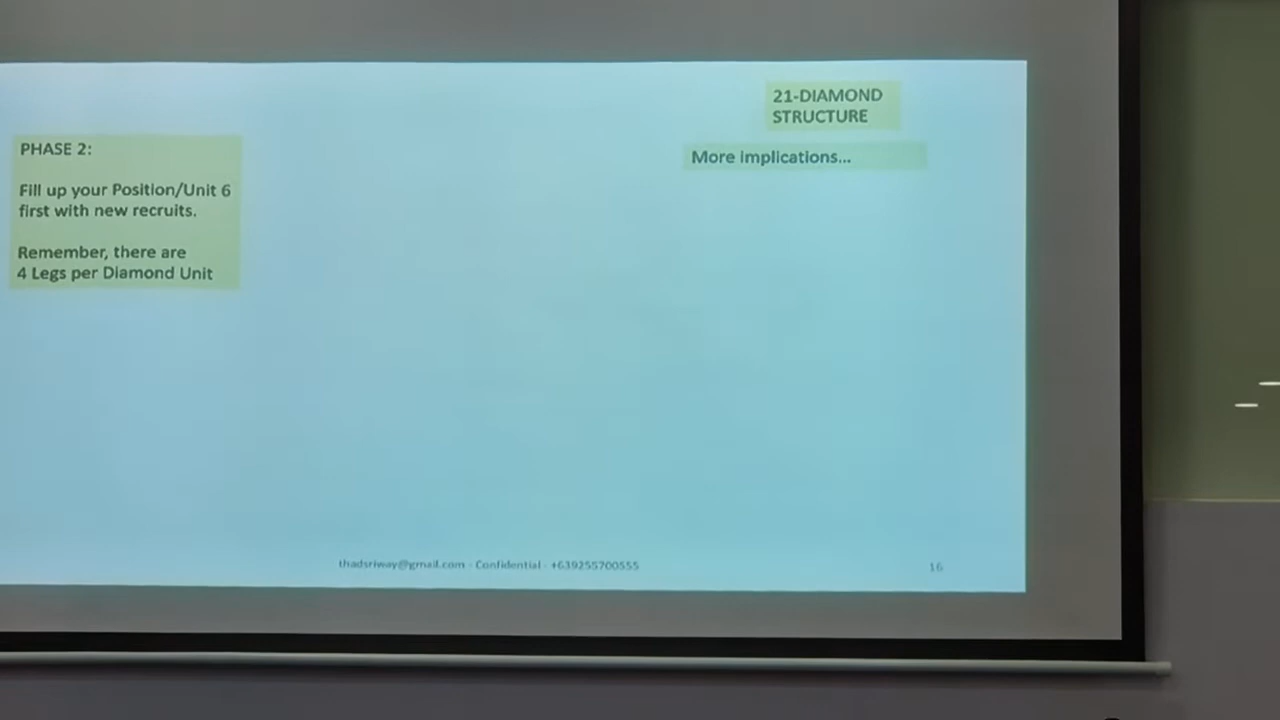 21-DIAMOND
STRUCTURE
More implications...
PHASE 2:
Fill up your Position/Unit 6
first with new recruits.
Remember, there are
4 Legs per Diamond Unit
thadsriway@gmail.com - Confidential - +639255700555
16